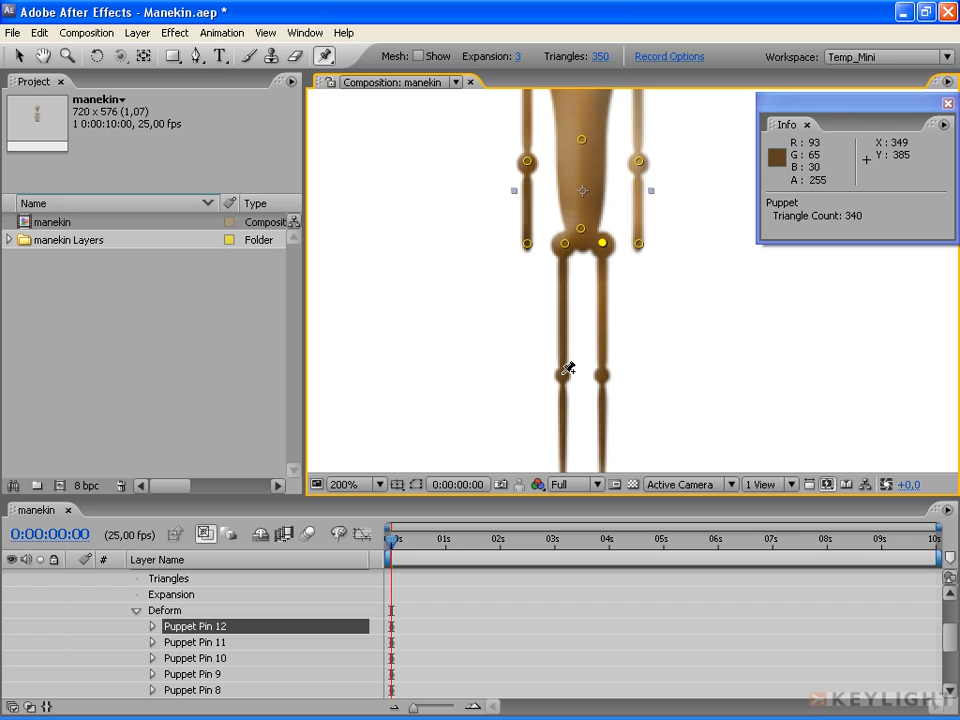 Adobe After Effects - Manekin.aep *
File Edit Composition Layer Effect Animation View Window Help
Mesh: Show Expansion: 3 Triangles: 350 Record Options Workspace: Temp_Mini
Project
Composition: manekin
manekin
720 x 576 (1,07)
Δ 0:00:10:00, 25,00 fps
Info
R : 93
G : 65
B : 30
A : 255
X : 349
Y : 385
Puppet
Triangle Count: 340
Name Type
manekin Composit
manekin Layers Folder
8 bpc
200% 0:00:00:00 Full Active Camera 1 View +0,0
manekin
0:00:00:00 (25,00 fps)
01s 02s 03s 04s 05s 06s 07s 08s 09s 10s
# Layer Name
Triangles
Expansion
Deform
Puppet Pin 12
Puppet Pin 11
Puppet Pin 10
Puppet Pin 9
Puppet Pin 8
KEYLIGHT